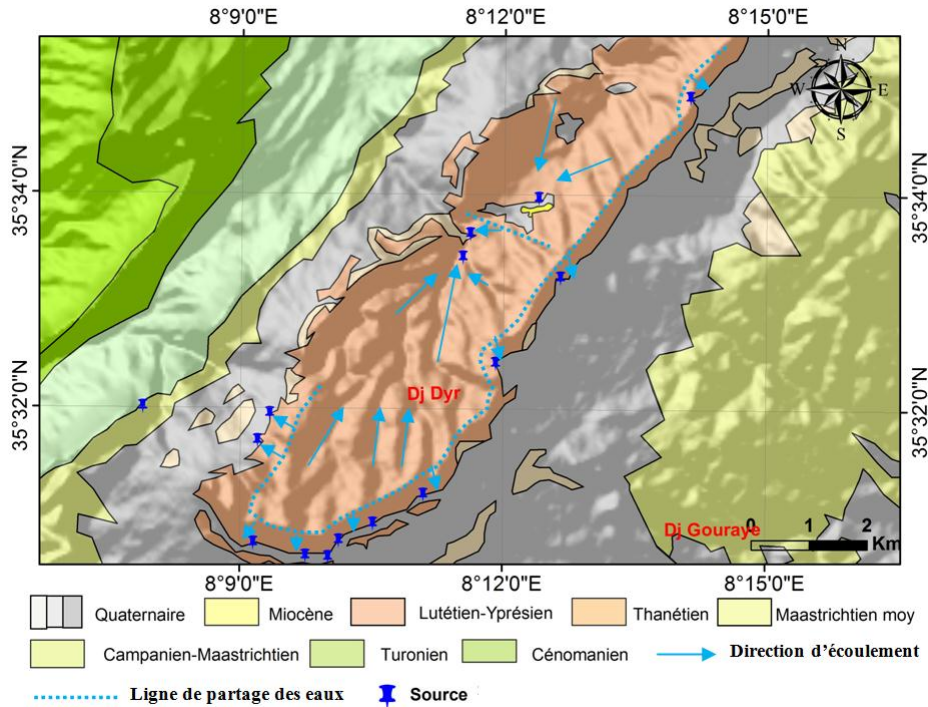 8°9'0"E 8°12'0"E 8°15'0"E
N
W E
S
35°34'0"N 35°34'0"N
Dj Dyr
35°32'0"N 35°32'0"N
Dj Gouraye
0 1 2
Km
8°9'0"E 8°12'0"E 8°15'0"E
Quaternaire Miocène Lutétien-Yprésien Thanétien Maastrichtien moy
Campanien-Maastrichtien Turonien Cénomanien Direction d'écoulement
Ligne de partage des eaux Source